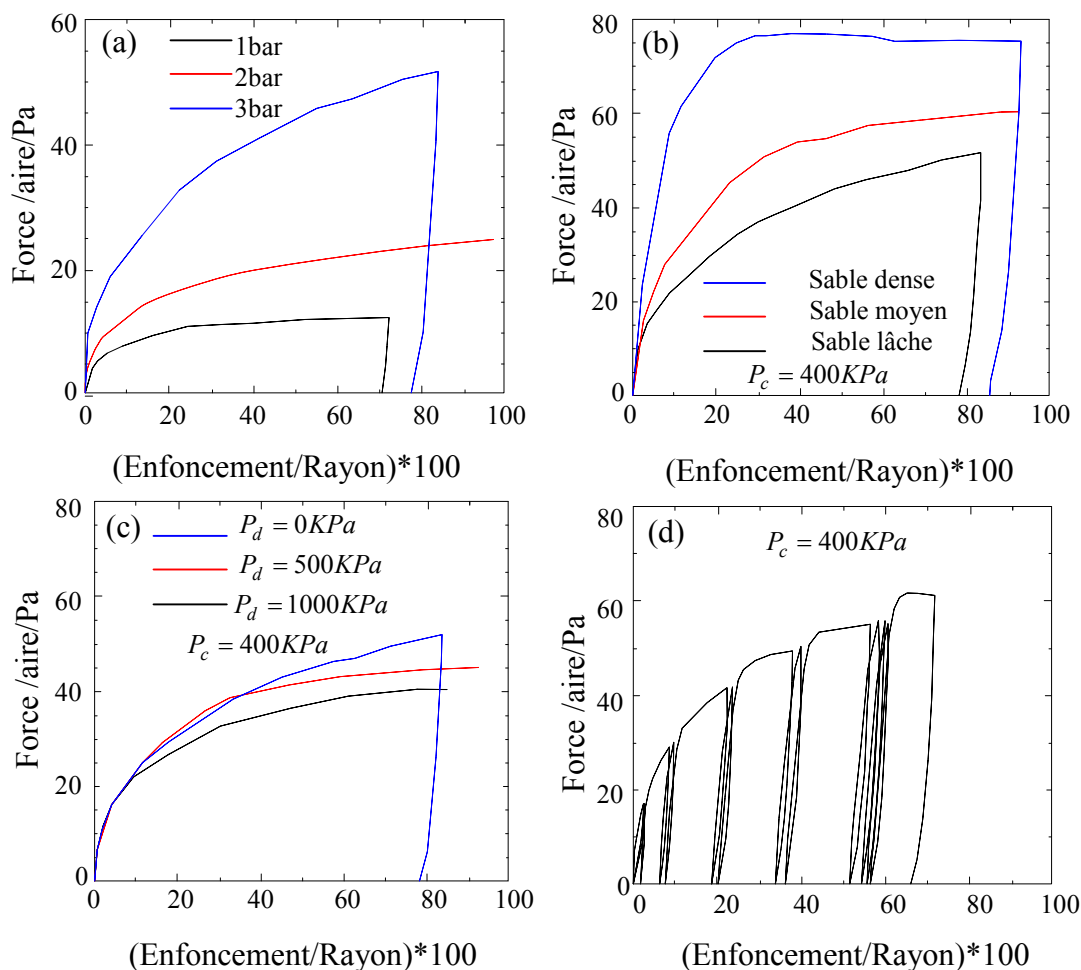 (a)
1bar
2bar
3bar
60
40
20
0
0 20 40 60 80 100
Force /aire/Pa
(Enfoncement/Rayon)*100
(b)
80
60
40
20
0
0 20 40 60 80 100
Force /aire/Pa
Sable dense
Sable moyen
Sable lâche
P_c = 400KPa
(Enfoncement/Rayon)*100
(c)
P_d = 0KPa
P_d = 500KPa
P_d = 1000KPa
P_c = 400KPa
80
60
40
20
0
0 20 40 60 80 100
Force /aire/Pa
(Enfoncement/Rayon)*100
(d)
P_c = 400KPa
80
60
40
20
0
0 20 40 60 80 100
Force /aire/Pa
(Enfoncement/Rayon)*100